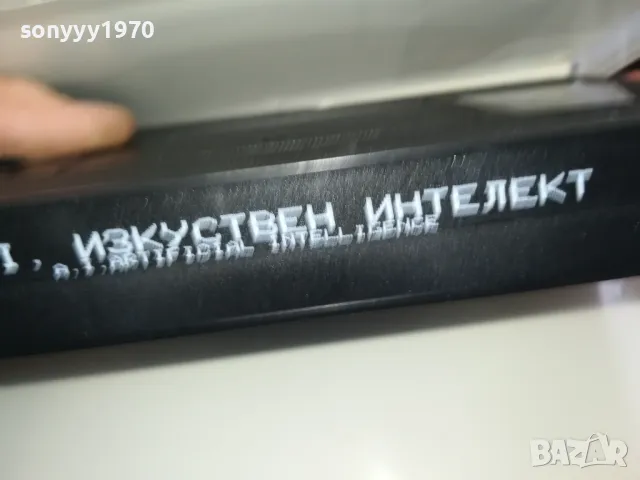 sonyyy1970
I. ИЗКУСТВЕН ИНТЕЛЕКТ
A.I. ARTIFICIAL INTELLIGENCE
BAZAR